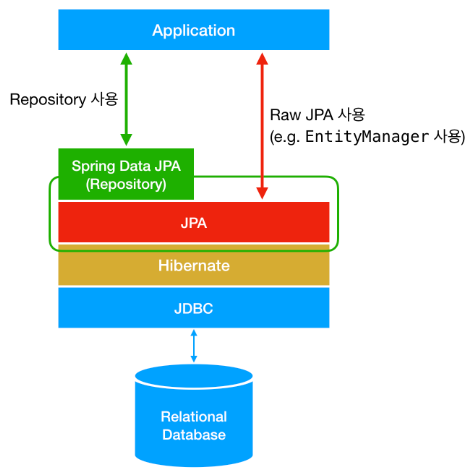 Application
Repository 사용
Raw JPA 사용
(e.g. EntityManager 사용)
Spring Data JPA
(Repository)
JPA
Hibernate
JDBC
Relational
Database